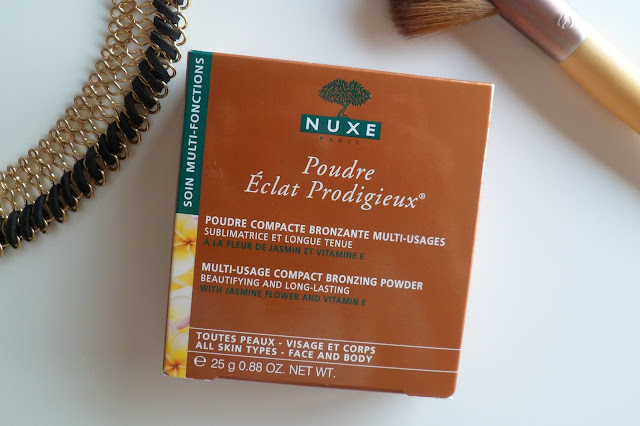 SOIN MULTI-FONCTIONS
NUXE
PARIS
Poudre
Éclat Prodigieux®
POUDRE COMPACTE BRONZANTE MULTI-USAGES
SUBLIMATRICE ET LONGUE TENUE
A LA FLEUR DE JASMIN ET VITAMINE E
MULTI-USAGE COMPACT BRONZING POWDER
BEAUTIFYING AND LONG-LASTING
WITH JASMINE FLOWER AND VITAMIN E
TOUTES PEAUX - VISAGE ET CORPS
ALL SKIN TYPES - FACE AND BODY
℮ 25 g 0.88 OZ. NET WT.